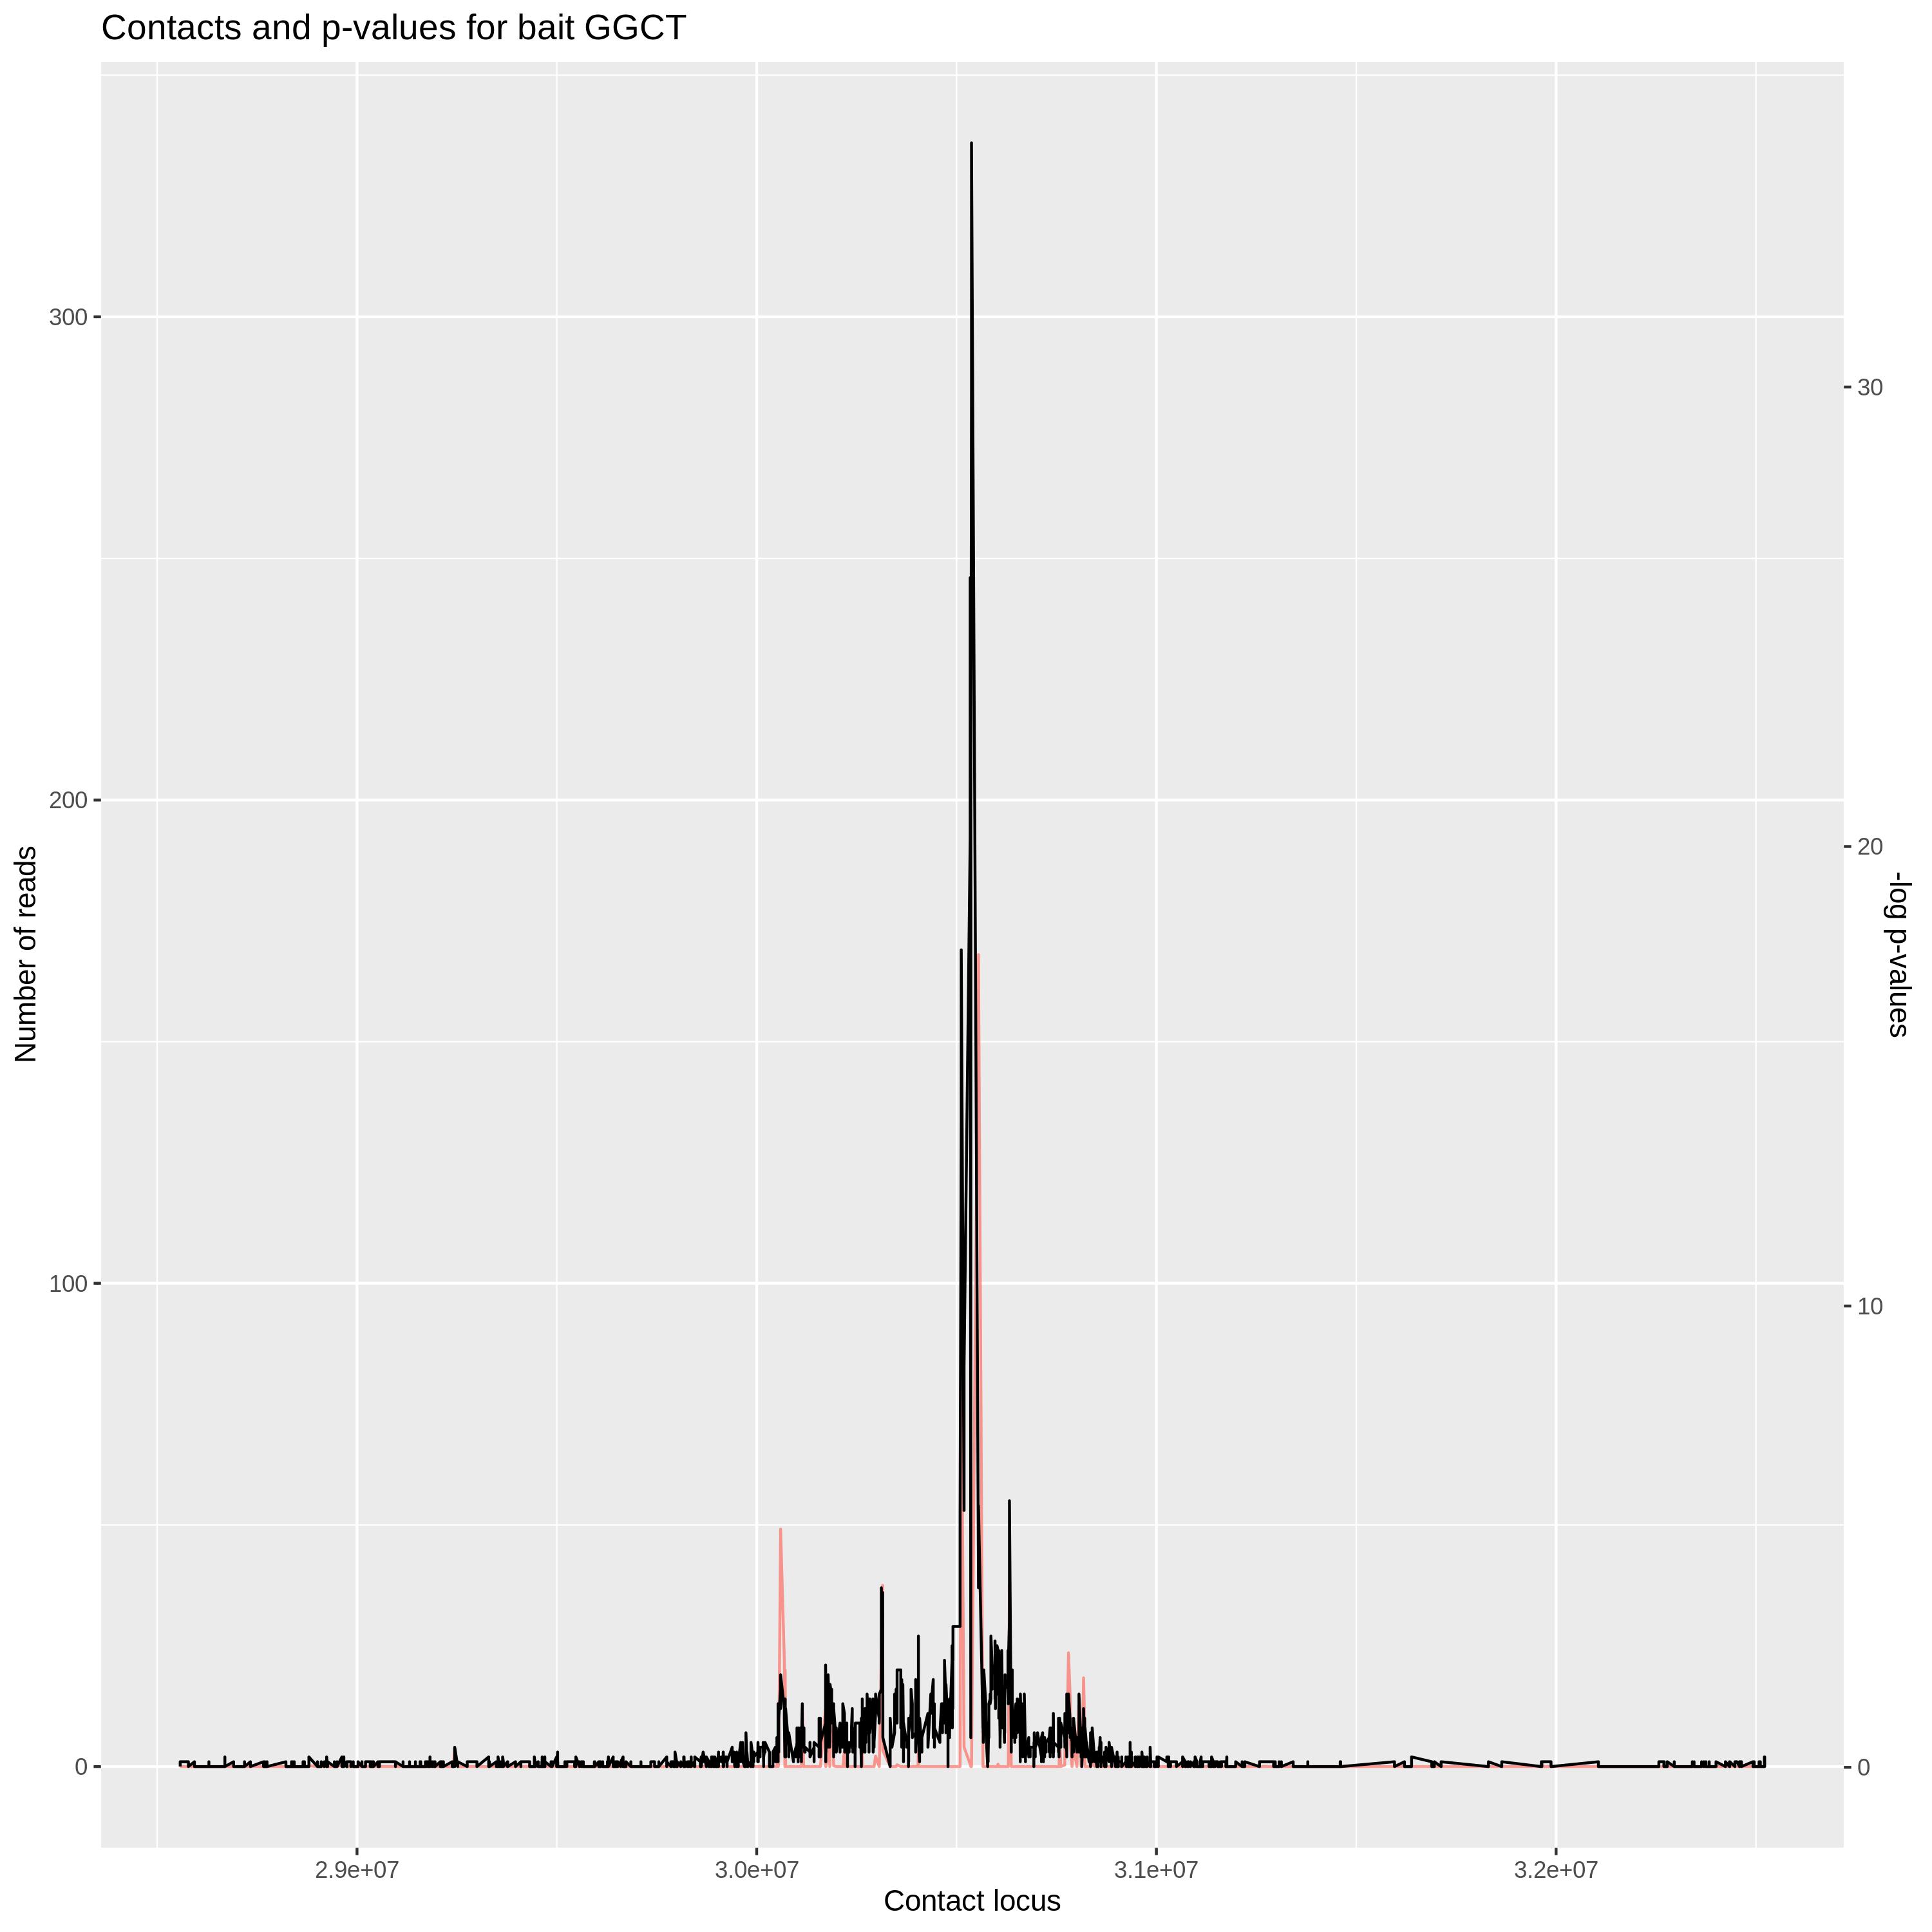 Contacts and p-values for bait GGCT
300
200
100
0
Number of reads
30
20
10
0
-log p-values
2.9e+07
3.0e+07
3.1e+07
3.2e+07
Contact locus